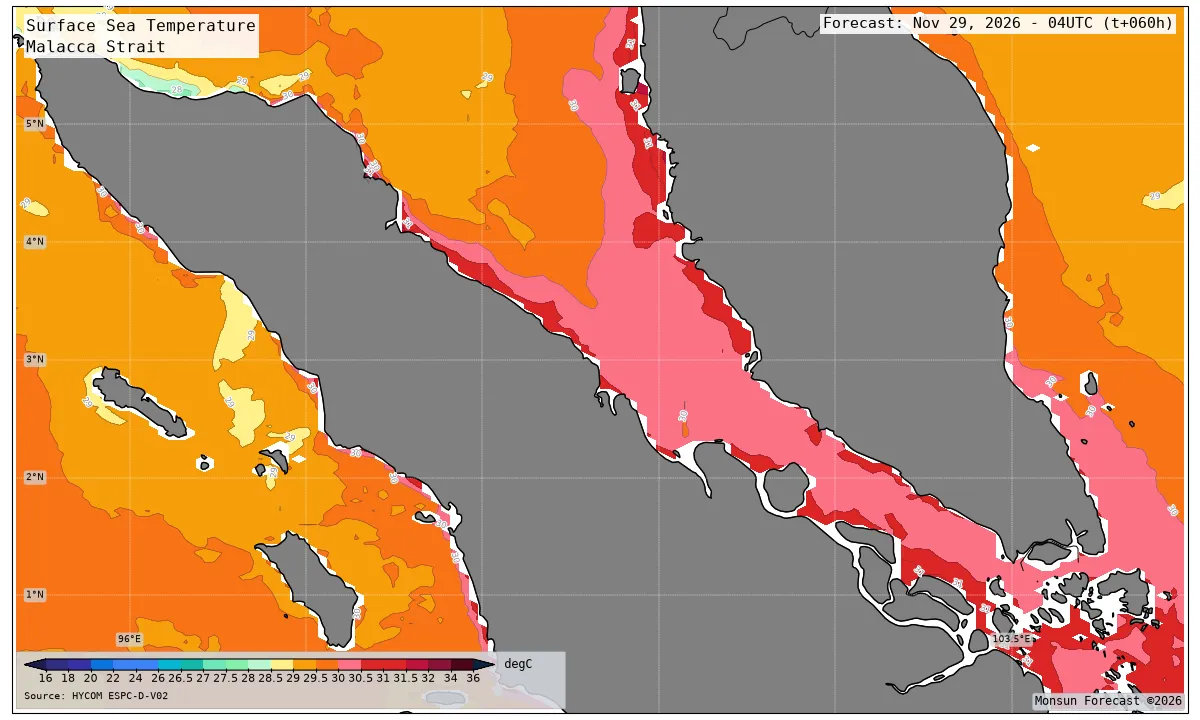 Surface Sea Temperature
Malacca Strait
Forecast: Nov 29, 2026 - 04UTC (t+060h)
5°N
4°N
3°N
2°N
1°N
96°E
103.5°E
degC
16 18 20 22 24 26 26.5 27 27.5 28 28.5 29 29.5 30 30.5 31 31.5 32 34 36
Source: HYCOM ESPC-D-V02
Monsun Forecast ©2026